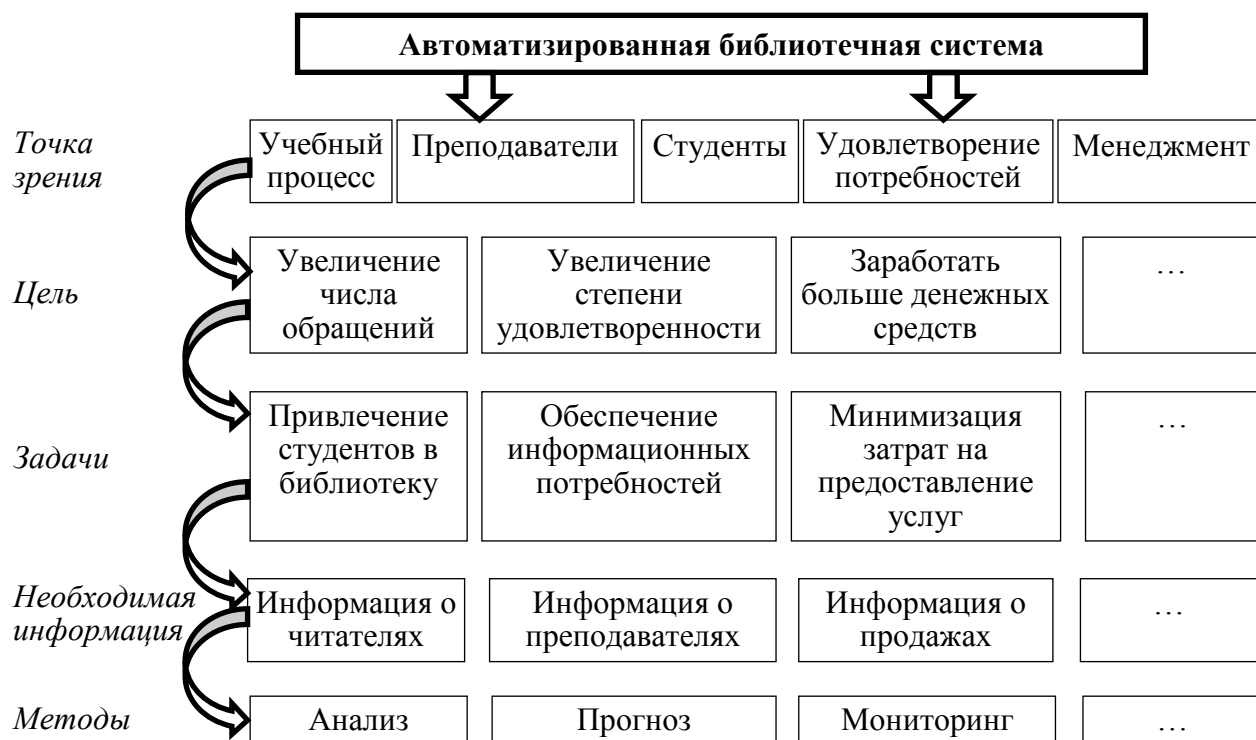 Автоматизированная библиотечная система
Точка
зрения
Учебный
процесс
Преподаватели
Студенты
Удовлетворение
потребностей
Менеджмент
Цель
Увеличение
числа
обращений
Увеличение
степени
удовлетворенности
Заработать
больше денежных
средств
…
Задачи
Привлечение
студентов в
библиотеку
Обеспечение
информационных
потребностей
Минимизация
затрат на
предоставление
услуг
…
Необходимая
информация
Информация о
читателях
Информация о
преподавателях
Информация о
продажах
…
Методы
Анализ
Прогноз
Мониторинг
…